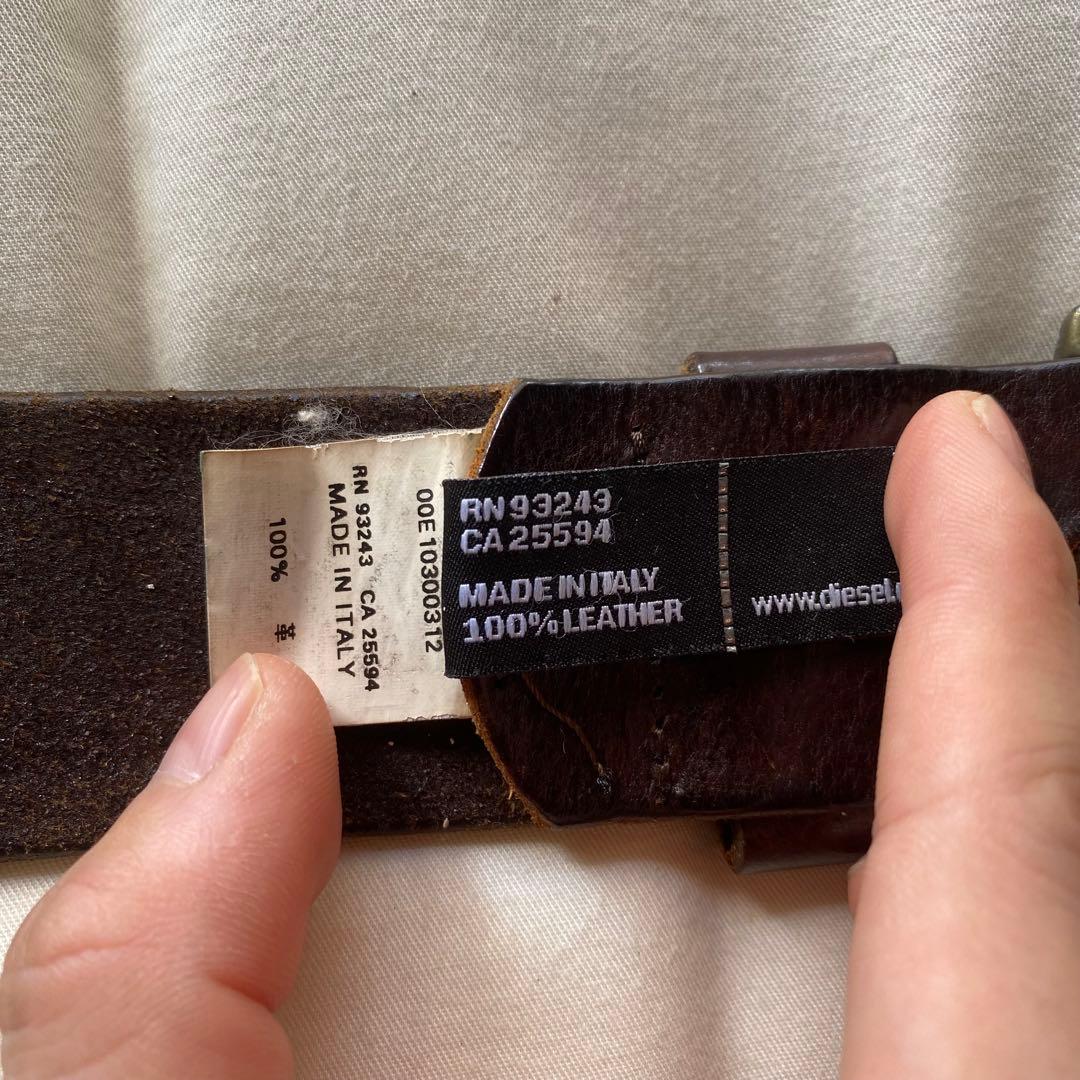 OOE 10300312
RN 93243 CA 25594
MADE IN ITALY
100% 革
RN 93243
CA 25594
MADE IN ITALY
100% LEATHER
www.diesel.